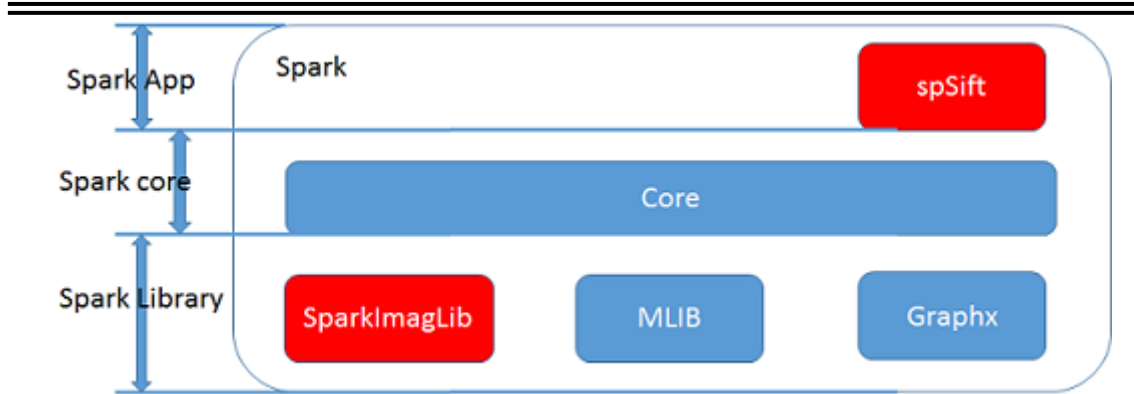 Spark App
Spark
spSift
Spark core
Core
Spark Library
SparkImagLib
MLIB
Graphx